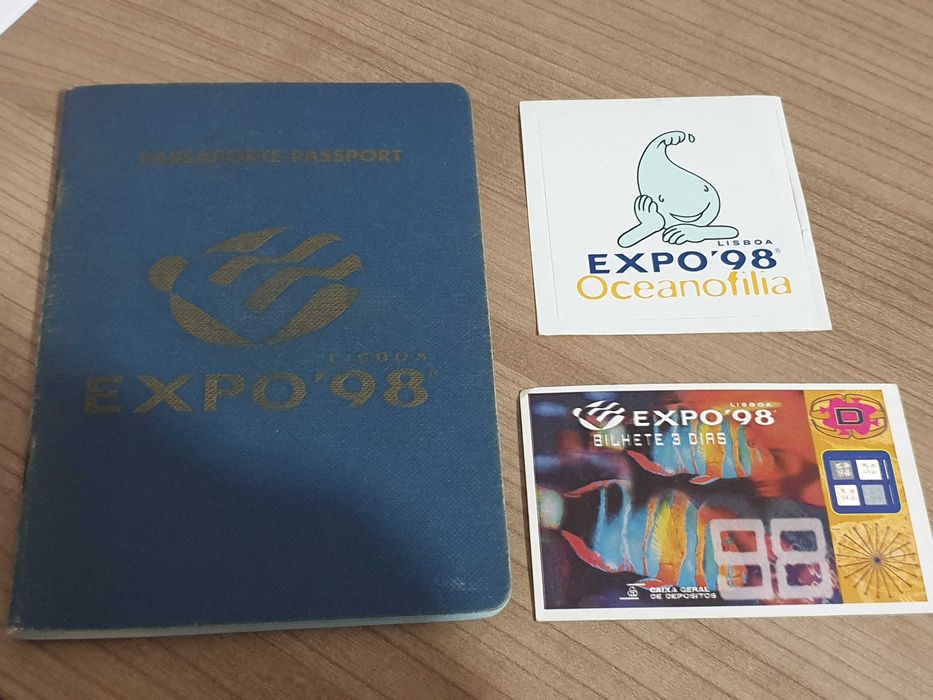 PASSAPORTE-PASSPORT
LISBOA
EXPO'98®
LISBOA
EXPO'98®
Oceanofilia
LISBOA
EXPO'98®
BILHETE 3 DIAS
D
98
CAIXA GERAL
DE DEPOSITOS